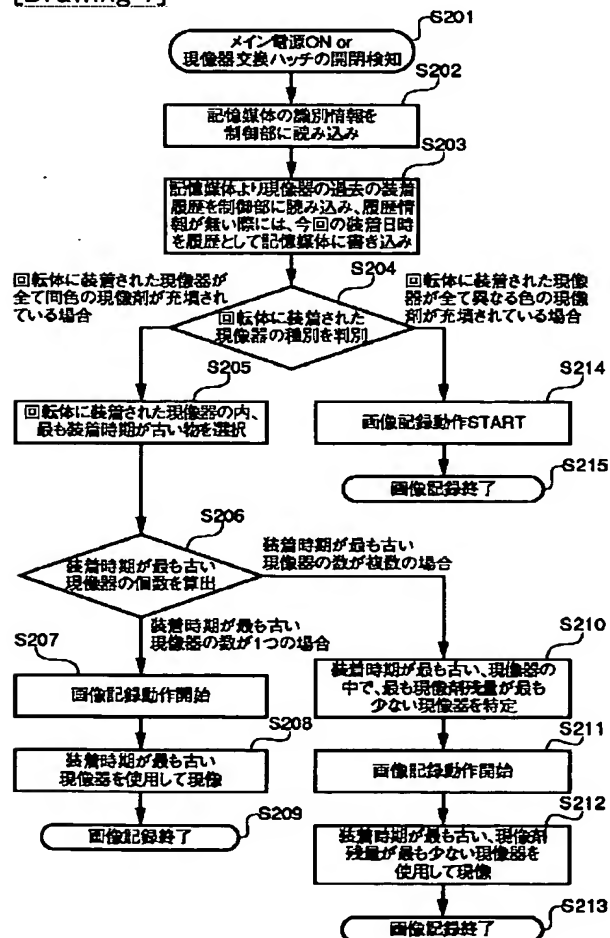 S201
メイン電源ON or
現像器交換ハッチの開閉検知
S202
記憶媒体の識別情報を
制御部に読み込み
S203
記憶媒体より現像器の過去の装着
履歴を制御部に読み込み、履歴情
報が無い際には、今回の装着日時
を履歴として記憶媒体に書き込み
S204
回転体に装着された現像器が
全て同色の現像剤が充填され
ている場合
回転体に装着された
現像器の種別を判別
回転体に装着された現像
器が全て異なる色の現像
剤が充填されている場合
S205
回転体に装着された現像器の内、
最も装着時期が古い物を選択
S214
画像記録動作START
S215
画像記録終了
S206
装着時期が最も古い
現像器の個数を算出
装着時期が最も古い
現像器の数が複数の場合
装着時期が最も古い
現像器の数が1つの場合
S207
画像記録動作開始
S208
装着時期が最も古い
現像器を使用して現像
S209
画像記録終了
S210
装着時期が最も古い、現像器の
中で、最も現像剤残量が最も
少ない現像器を特定
S211
画像記録動作開始
S212
装着時期が最も古い、現像剤
残量が最も少ない現像器を
使用して現像
S213
画像記録終了